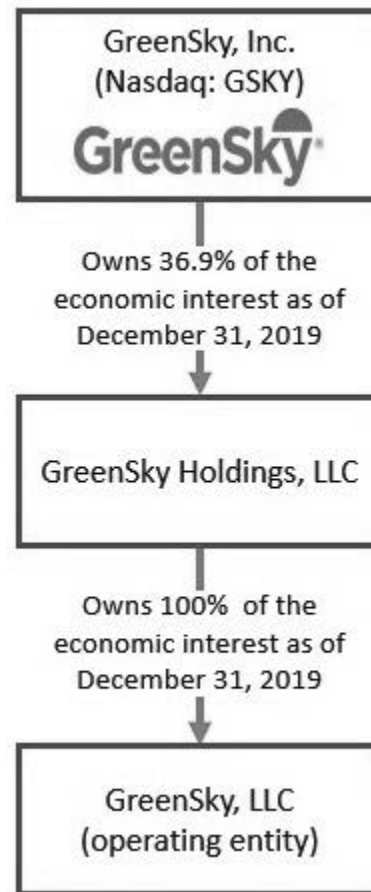 GreenSky, Inc.
(Nasdaq: GSKY)
GreenSky®
Owns 36.9% of the
economic interest as of
December 31, 2019
GreenSky Holdings, LLC
Owns 100% of the
economic interest as of
December 31, 2019
GreenSky, LLC
(operating entity)